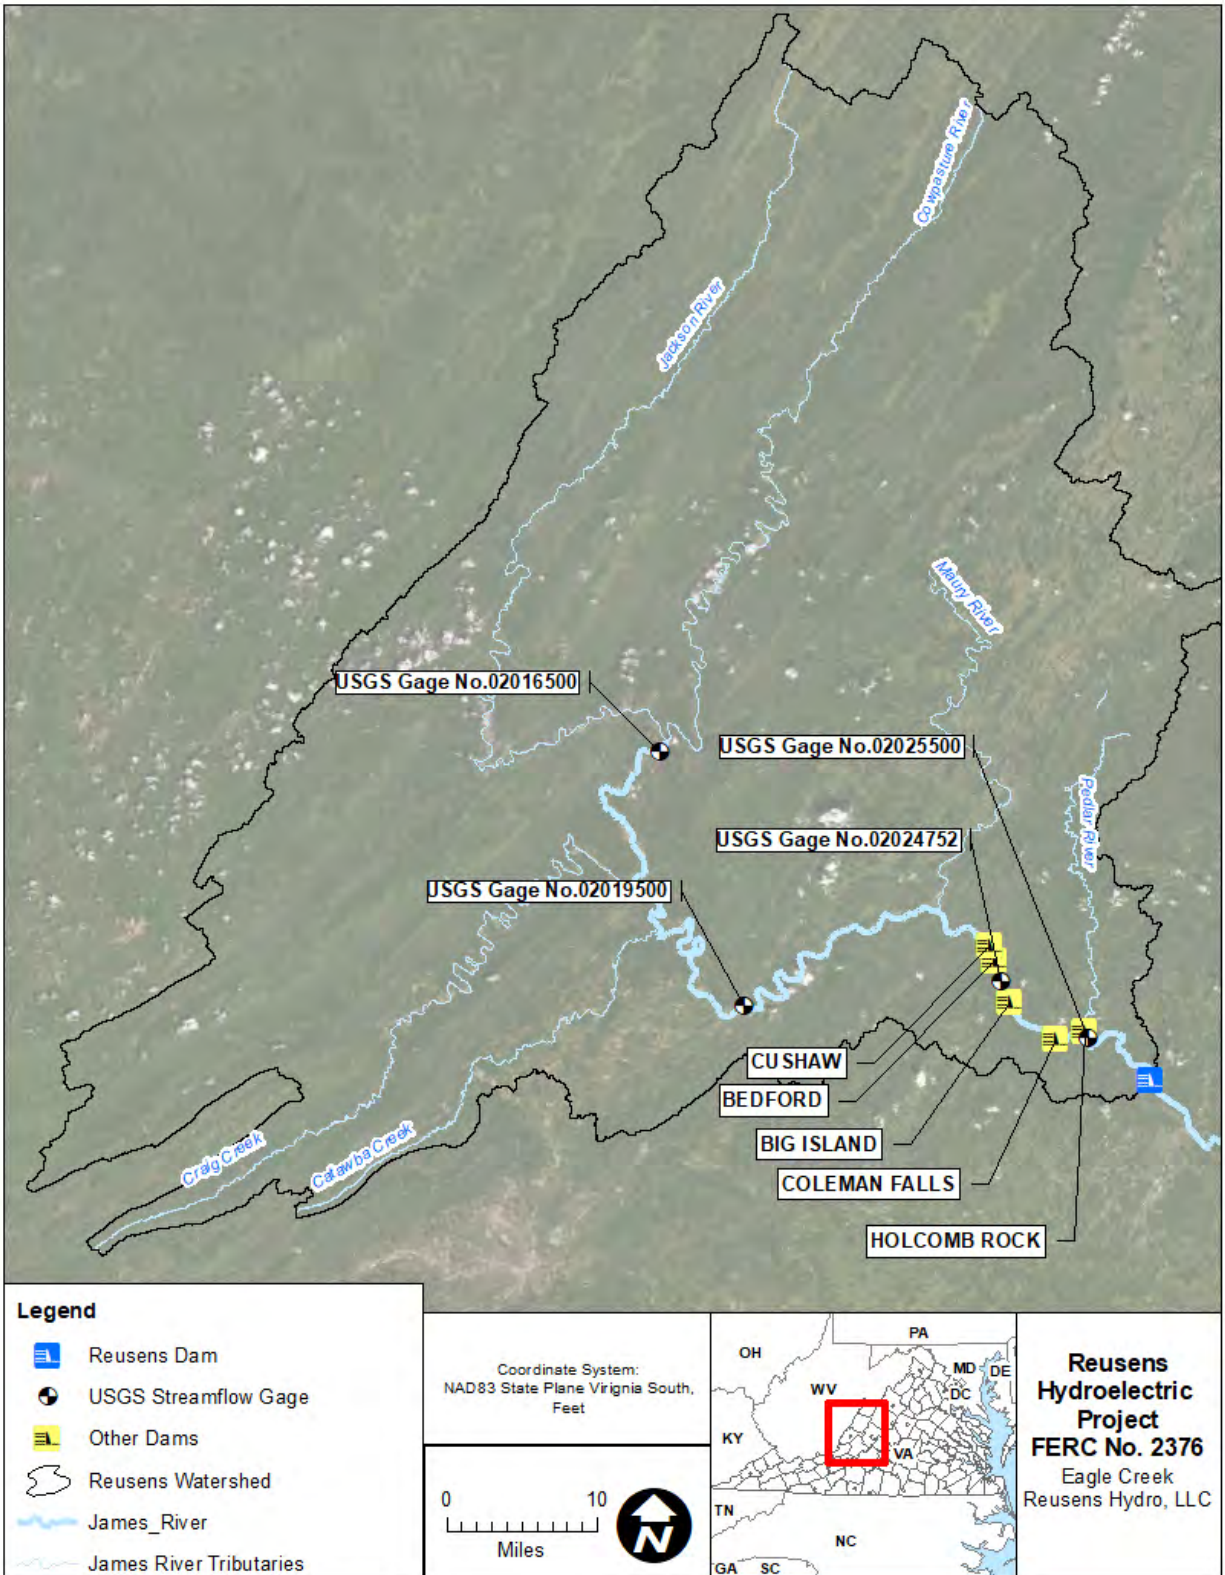 Cowpasture River
Jackson River
Maury River
USGS Gage No.02016500
USGS Gage No.02025500
Pedlar River
USGS Gage No.02024752
USGS Gage No.02019500
CUSHAW
BEDFORD
BIG ISLAND
Craig Creek
Catawba Creek
COLEMAN FALLS
HOLCOMB ROCK
Legend
Reusens Dam
USGS Streamflow Gage
Other Dams
Reusens Watershed
James_River
James River Tributaries
Coordinate System:
NAD83 State Plane Virignia South,
Feet
0 10
Miles
N
PA
OH
MD
DE
WV
DC
KY
VA
TN
NC
GA
SC
Reusens
Hydroelectric
Project
FERC No. 2376
Eagle Creek
Reusens Hydro, LLC